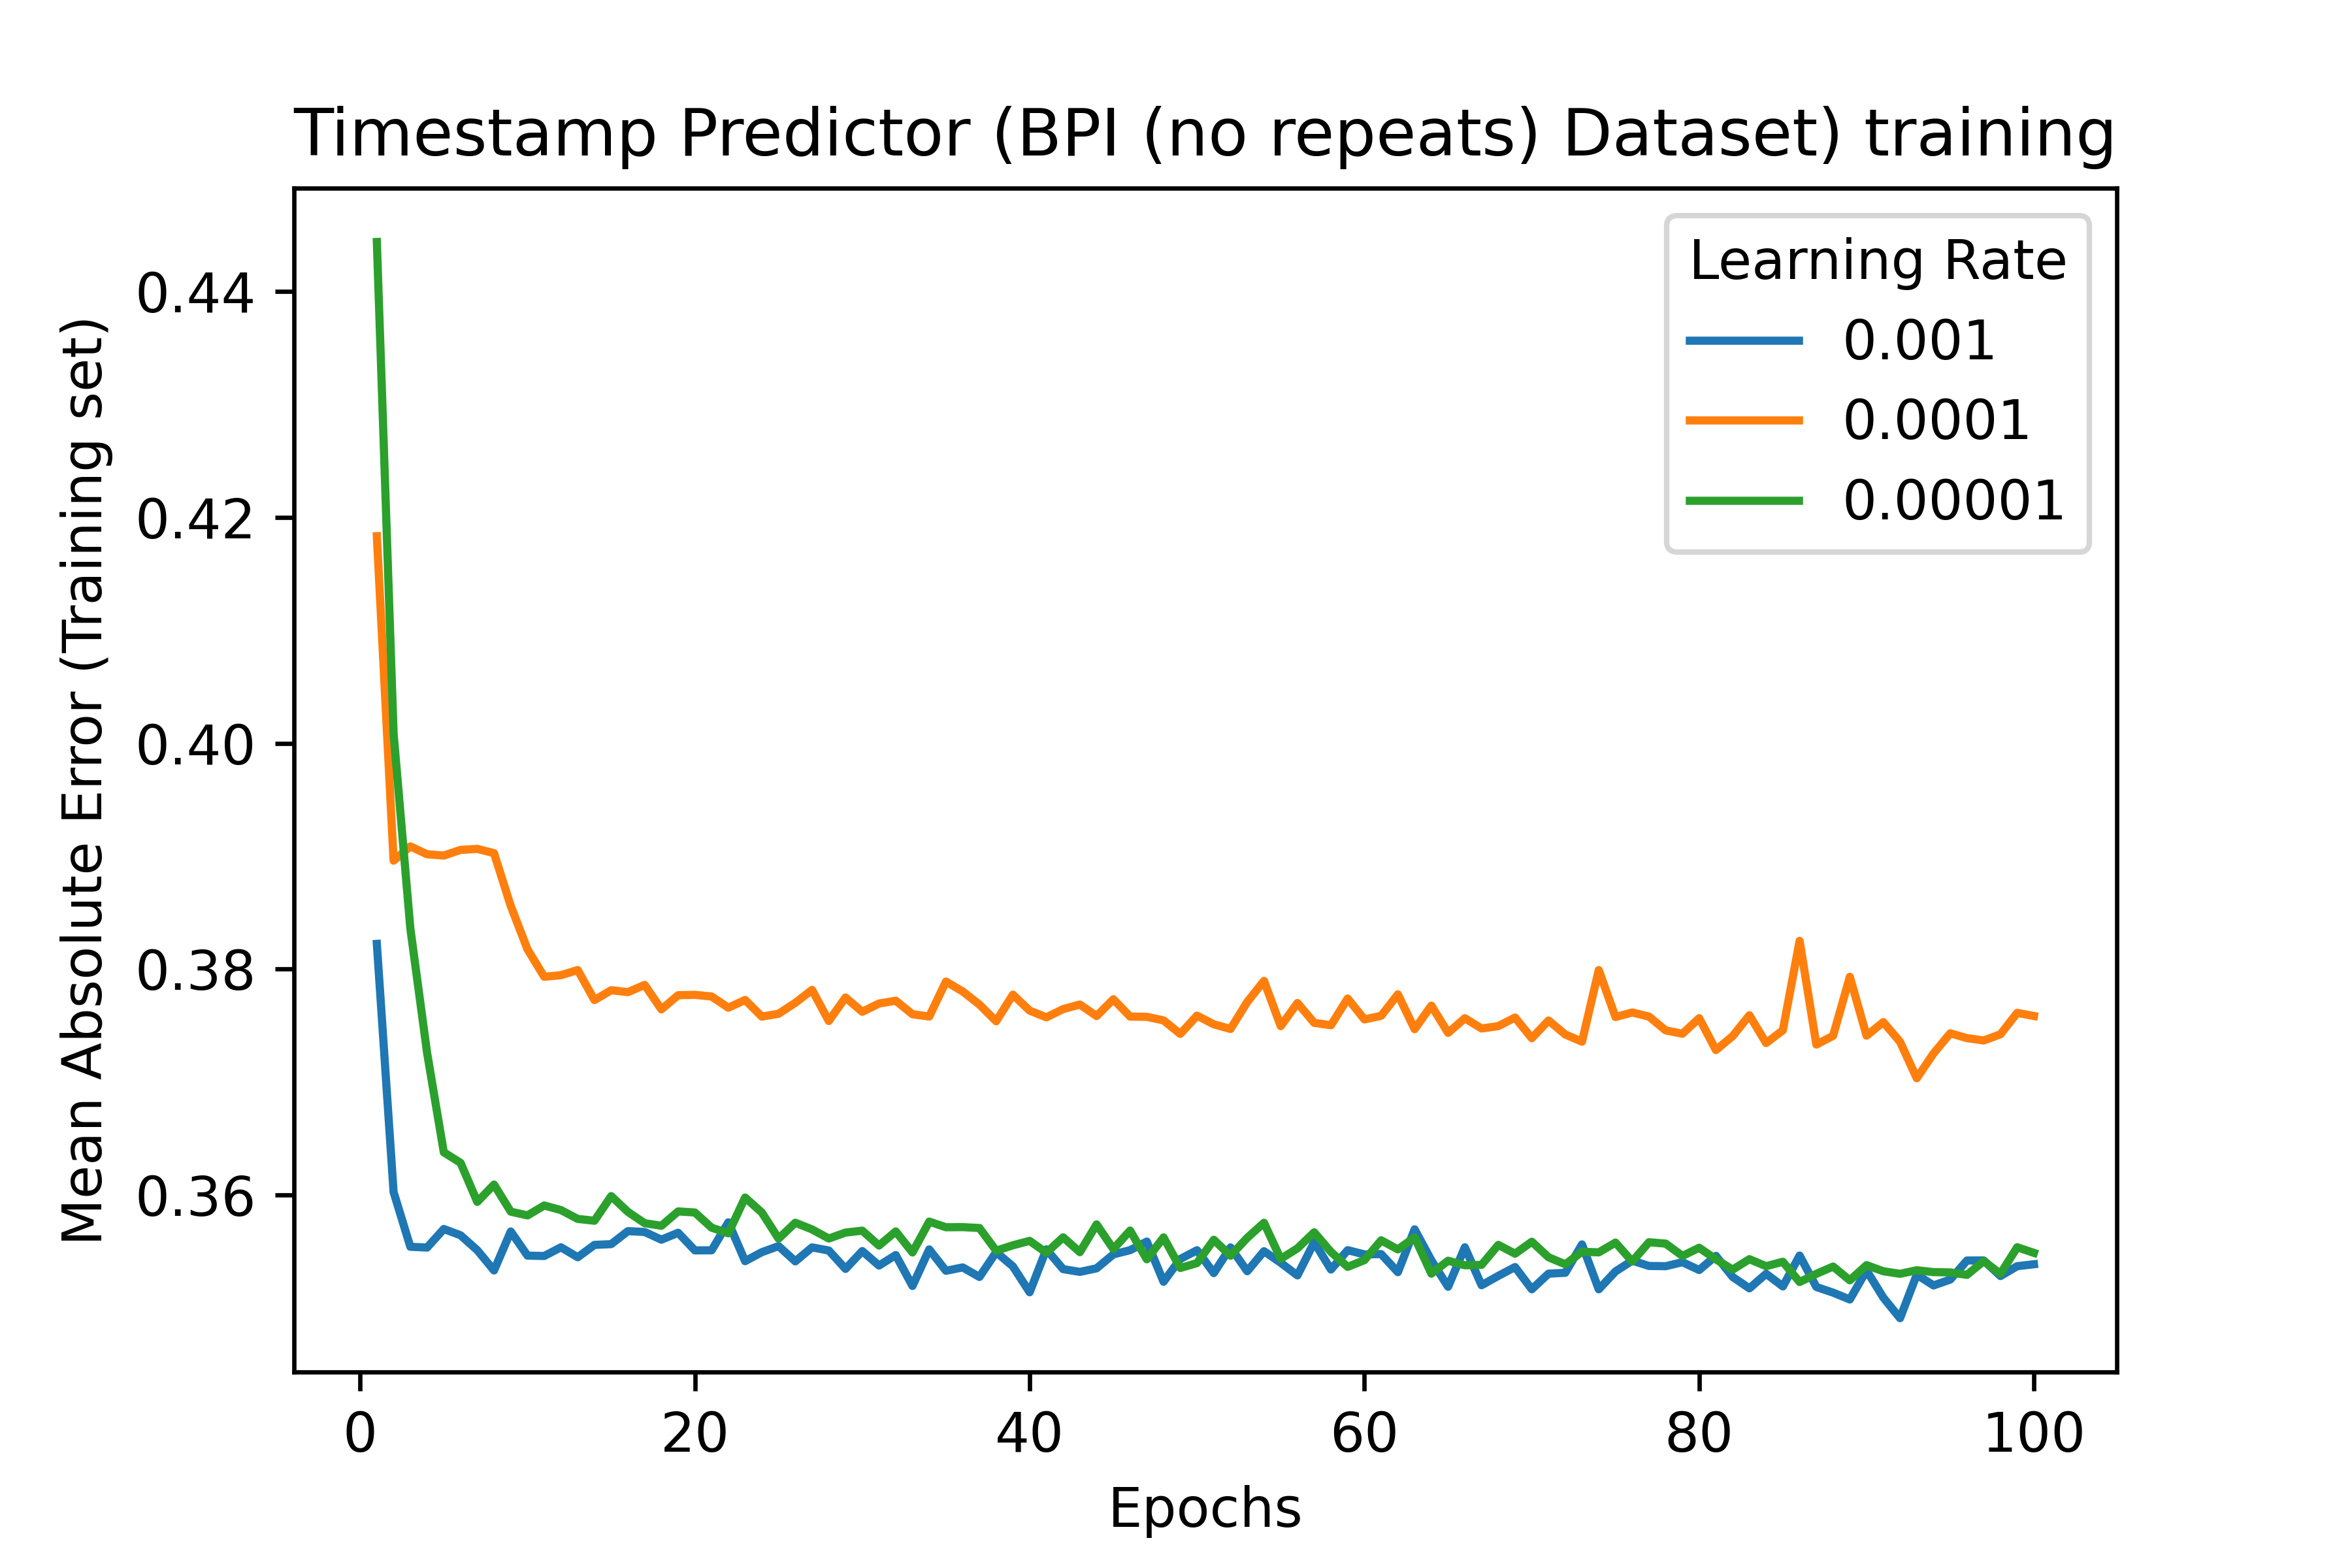 Timestamp Predictor (BPI (no repeats) Dataset) training
Mean Absolute Error (Training set)
0.44
0.42
0.40
0.38
0.36
Learning Rate
0.001
0.0001
0.00001
0 20 40 60 80 100
Epochs